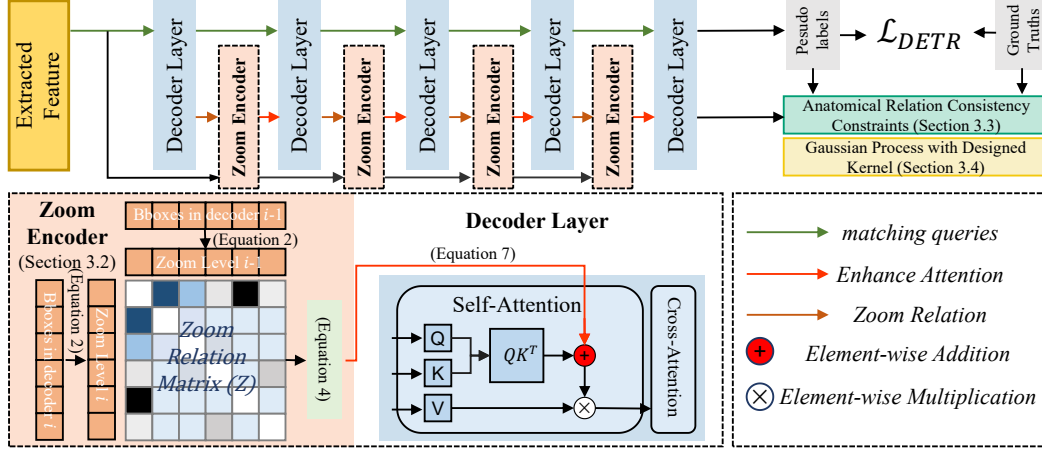 Extracted
Feature
Decoder Layer
Zoom Encoder
Decoder Layer
Zoom Encoder
Decoder Layer
Zoom Encoder
Decoder Layer
Zoom Encoder
Decoder Layer
Pesudo
labels
ℒ_DETR
Ground
Truths
Anatomical Relation Consistency
Constraints (Section 3.3)
Gaussian Process with Designed
Kernel (Section 3.4)
Zoom
Encoder
(Section 3.2)
Bboxes in decoder i-1
(Equation 2)
Zoom Level i-1
Bboxes in decoder i
(Equation 2)
Zoom Level i
Zoom
Relation
Matrix (Z)
(Equation 4)
Decoder Layer
(Equation 7)
Self-Attention
Q
K
V
QK^T
+
×
Cross-Attention
matching queries
Enhance Attention
Zoom Relation
+ Element-wise Addition
× Element-wise Multiplication